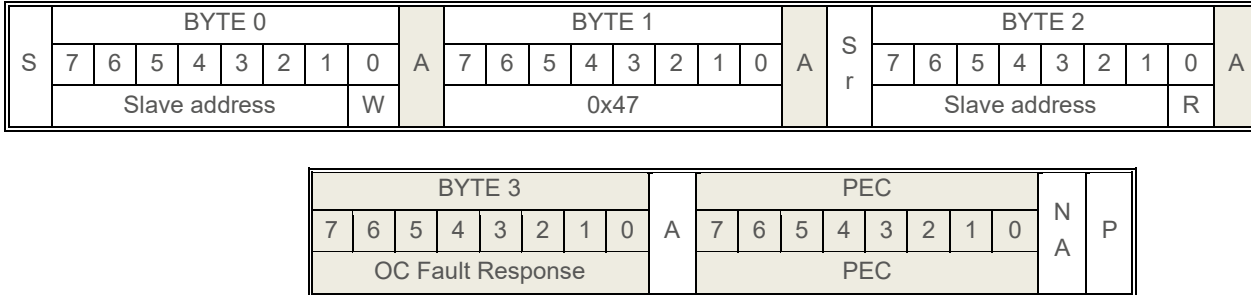 BYTE 0 BYTE 1 BYTE 2
S 7 6 5 4 3 2 1 0 A 7 6 5 4 3 2 1 0 A S r 7 6 5 4 3 2 1 0 A
Slave address W 0x47 Slave address R
BYTE 3 PEC
7 6 5 4 3 2 1 0 A 7 6 5 4 3 2 1 0 N A P
OC Fault Response PEC